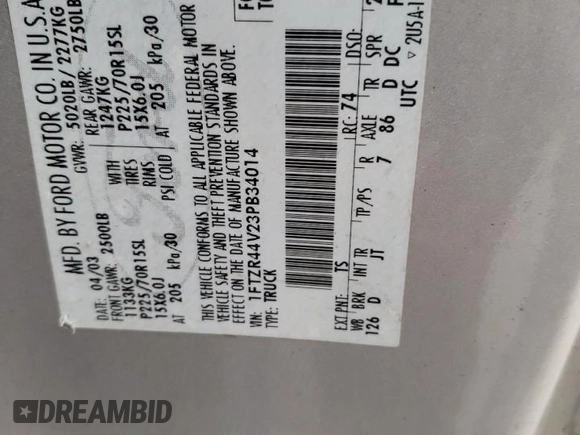 MFD. BY FORD MOTOR CO. IN U.S.A
DATE: 04/03 GVWR: 5020LB/ 2277KG
FRONT GAWR: 2500LB REAR GAWR: 2750LB
1133KG WITH 1247KG
P225/70R15SL TIRES P225/70R15SL
15X6.0J RIMS 15X6.0J
AT 205 kPa/30 PSI COLD AT 205 kPa/30
THIS VEHICLE CONFORMS TO ALL APPLICABLE FEDERAL MOTOR
VEHICLE SAFETY AND THEFT PREVENTION STANDARDS IN
EFFECT ON THE DATE OF MANUFACTURE SHOWN ABOVE.
VIN: 1FTZR44V23PB34014
TYPE: TRUCK
EXT PNT: TS RC: 74 DSO:
WB BRK INT TR TP/PS R AXLE TR SPR
126 D JT 7 86 D DC
UTC ▽ 2U5A-1
DREAMBID